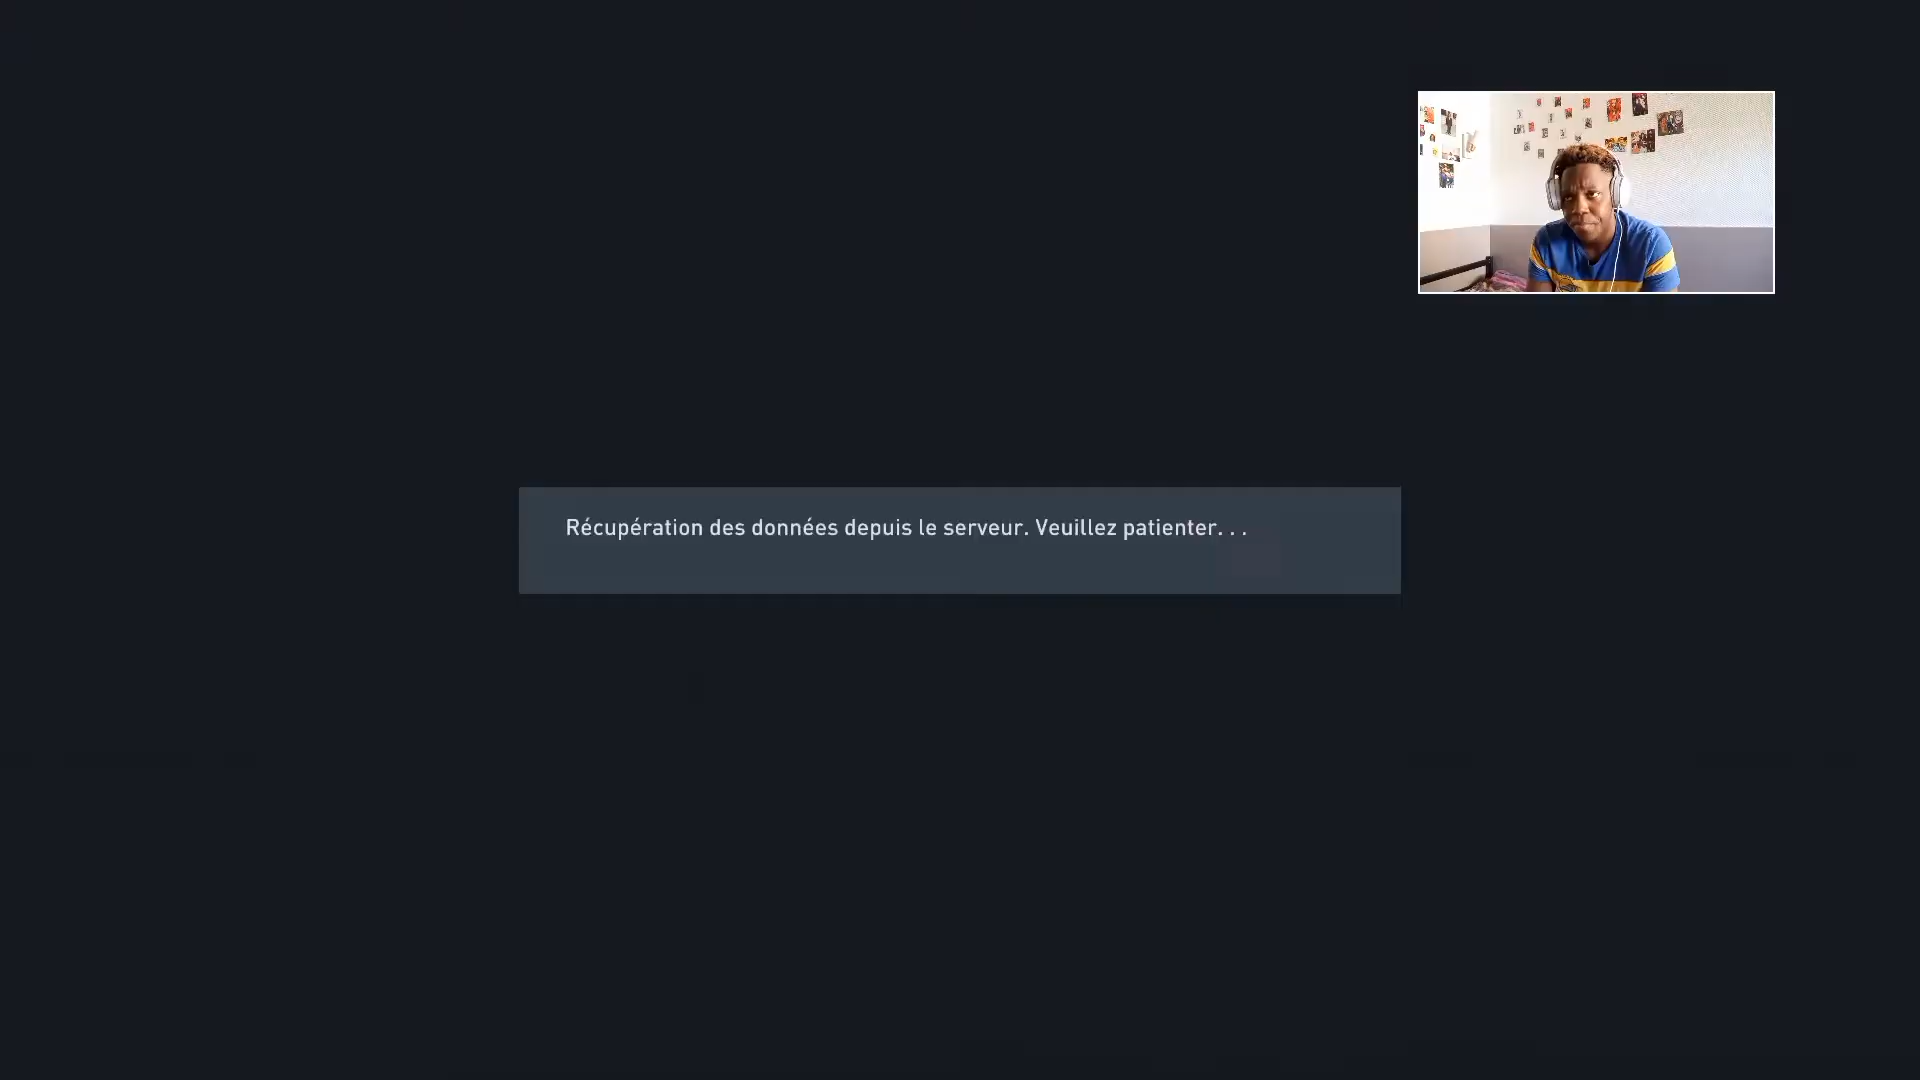 Récupération des données depuis le serveur. Veuillez patienter. . .